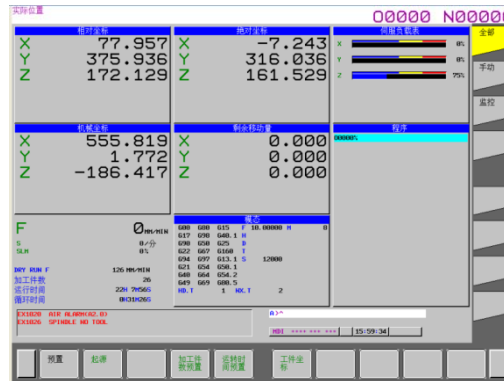 实际位置
O0000 N0000
相对坐标
X 77.957
Y 375.936
Z 172.129
绝对坐标
X -7.243
Y 316.036
Z 161.529
伺服负载表
X 0%
Y 0%
Z 75%
全部
手动
监控
机械坐标
X 555.819
Y 1.772
Z -186.417
剩余移动量
X 0.000
Y 0.000
Z 0.000
程序
O0000%
F 0MM/MIN
S 0/分
SLM 0%
DRY RUN F 126 MM/MIN
加工件数 26
运行时间 22H 7M56S
循环时间 0H31M26S
模态
G00 G80 G15 F 10.00000 M 0
G17 G98 G40.1 H
G90 G50 G25 D
G22 G67 G160 T
G94 G97 G13.1 S 12000
G21 G54 G50.1
G40 G64 G54.2
G49 G69 G80.5
HD.T 1 NX.T 2
EX1020 AIR ALARM(A2.0)
EX1026 SPINDLE NO TOOL
A>^
MDI **** *** *** 15:59:34
预置
起源
加工件数预置
运转时间预置
工件坐标